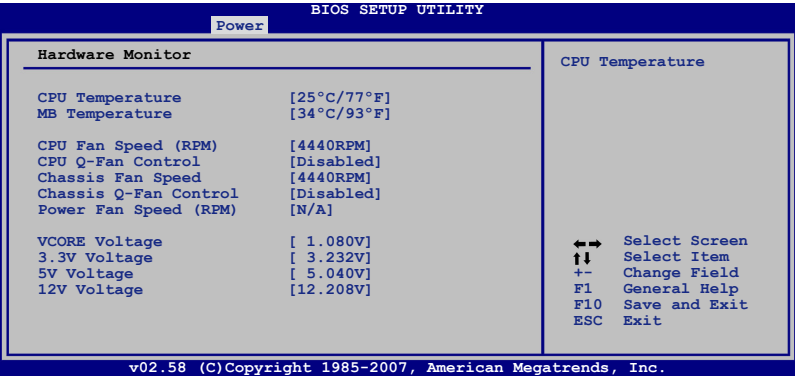 BIOS SETUP UTILITY
Power
Hardware Monitor
CPU Temperature [25°C/77°F]
MB Temperature [34°C/93°F]
CPU Fan Speed (RPM) [4440RPM]
CPU Q-Fan Control [Disabled]
Chassis Fan Speed [4440RPM]
Chassis Q-Fan Control [Disabled]
Power Fan Speed (RPM) [N/A]
VCORE Voltage [ 1.080V]
3.3V Voltage [ 3.232V]
5V Voltage [ 5.040V]
12V Voltage [12.208V]
CPU Temperature
←→ Select Screen
↑↓ Select Item
+- Change Field
F1 General Help
F10 Save and Exit
ESC Exit
v02.58 (C)Copyright 1985-2007, American Megatrends, Inc.